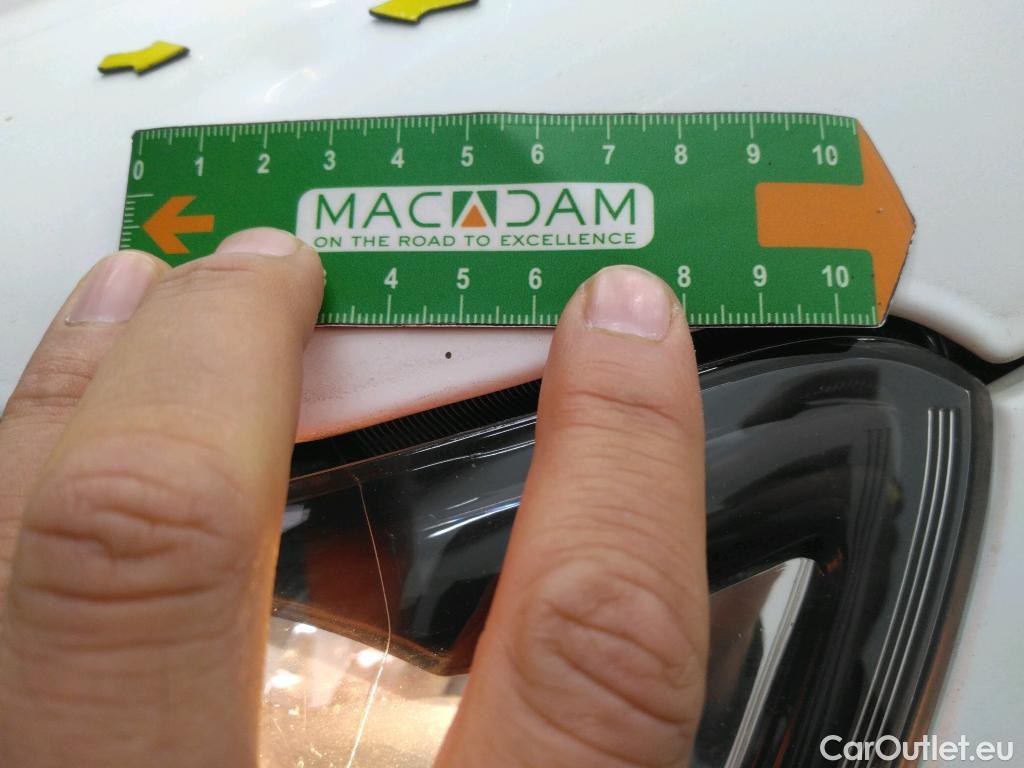 0 1 2 3 4 5 6 7 8 9 10
MACADAM
ON THE ROAD TO EXCELLENCE
4 5 6 8 9 10
CarOutlet.eu